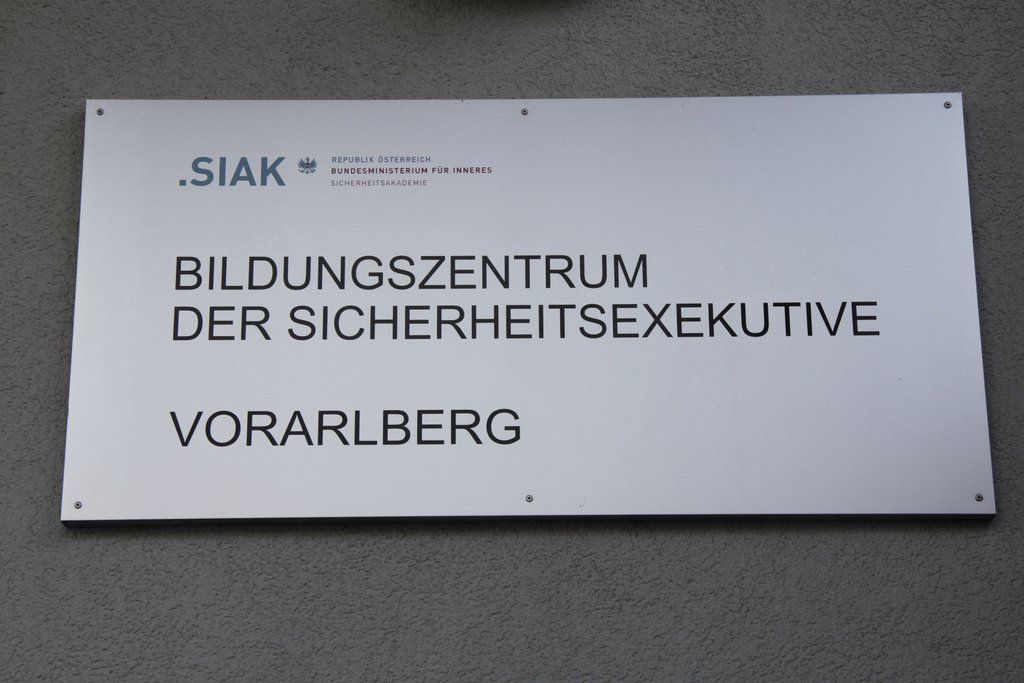 .SIAK
REPUBLIK ÖSTERREICH
BUNDESMINISTERIUM FÜR INNERES
SICHERHEITSAKADEMIE
BILDUNGSZENTRUM
DER SICHERHEITSEXEKUTIVE
VORARLBERG